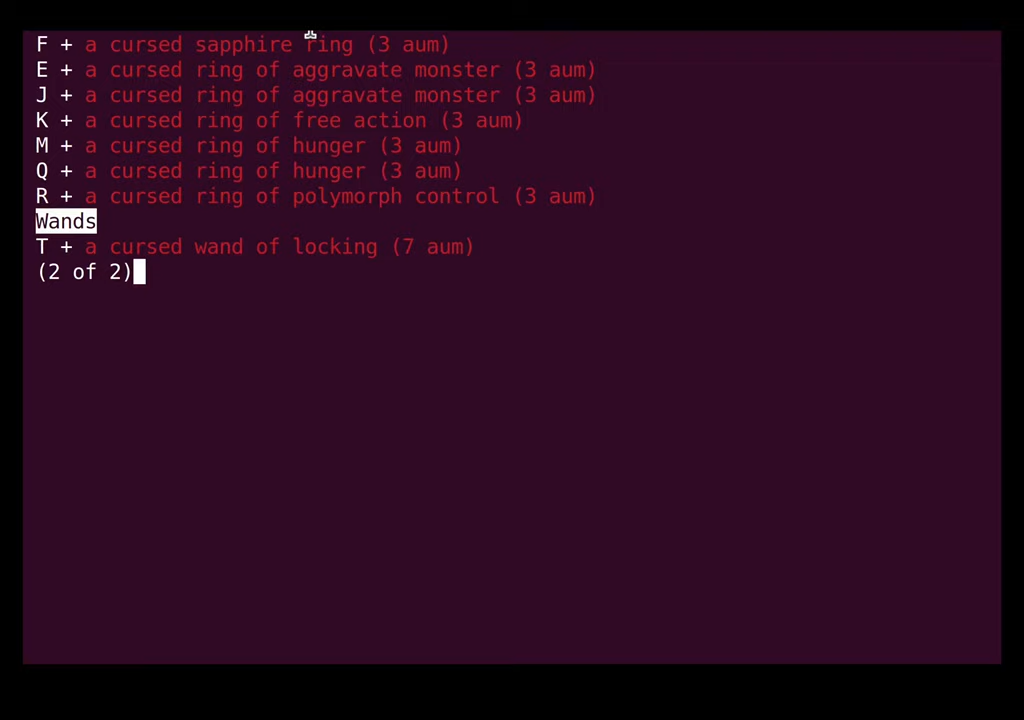 F + a cursed sapphire ring (3 aum)
E + a cursed ring of aggravate monster (3 aum)
J + a cursed ring of aggravate monster (3 aum)
K + a cursed ring of free action (3 aum)
M + a cursed ring of hunger (3 aum)
Q + a cursed ring of hunger (3 aum)
R + a cursed ring of polymorph control (3 aum)
Wands
T + a cursed wand of locking (7 aum)
(2 of 2)